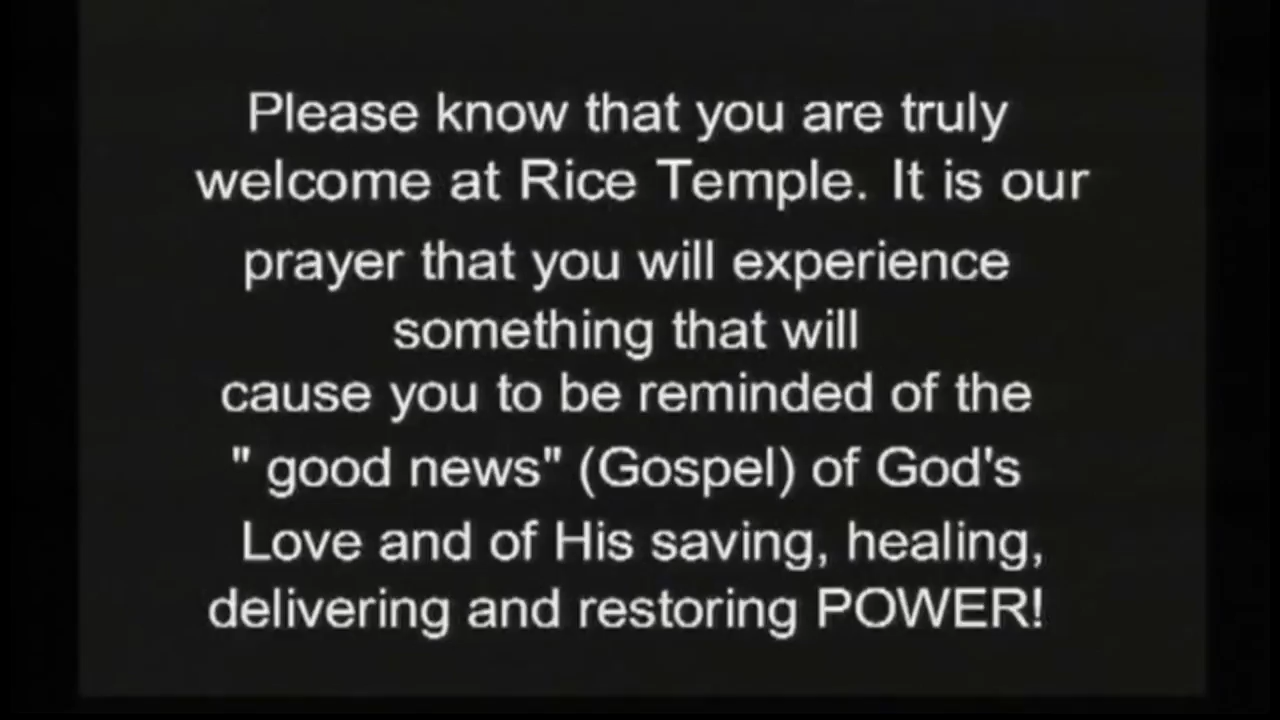 Please know that you are truly
welcome at Rice Temple. It is our
prayer that you will experience
something that will
cause you to be reminded of the
" good news" (Gospel) of God's
Love and of His saving, healing,
delivering and restoring POWER!